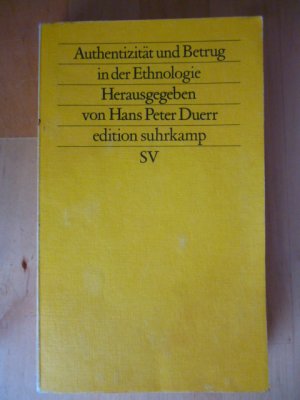 Authentizität und Betrug
in der Ethnologie
Herausgegeben
von Hans Peter Duerr
edition suhrkamp
SV